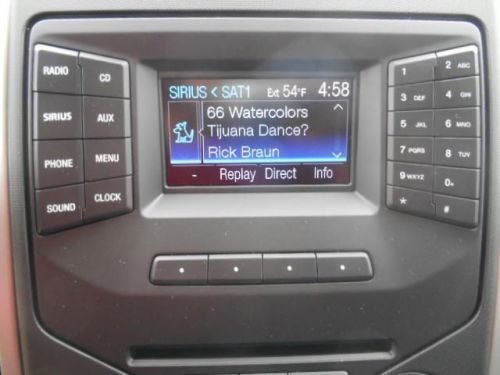 RADIO
CD
SIRIUS
AUX
PHONE
MENU
SOUND
CLOCK
SIRIUS < SAT1 Ext 54°F 4:58
66 Watercolors
Tijuana Dance?
Rick Braun
- Replay Direct Info
1
2 ABC
3 DEF
4 GHI
5 JKL
6 MNO
7 PQRS
8 TUV
9 WXYZ
0+
*
#